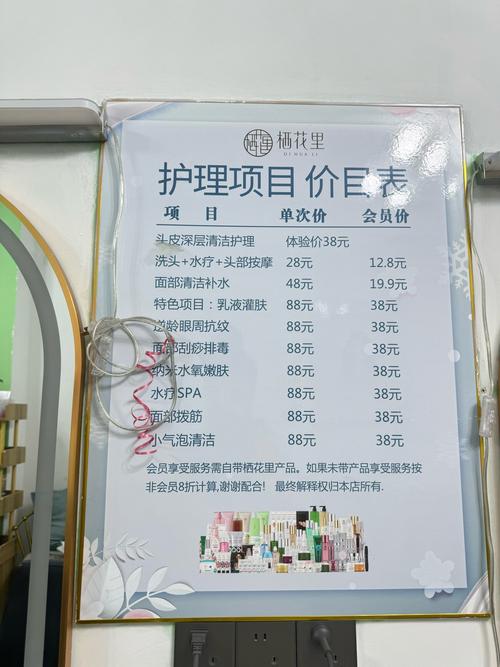 栖花里
QI HUA LI
护理项目 价目表
项 目 单次价 会员价
头皮深层清洁护理 体验价38元
洗头+水疗+头部按摩 28元 12.8元
面部清洁补水 48元 19.9元
特色项目：乳液灌肤 88元 38元
逆龄眼周抗纹 88元 38元
面部刮痧排毒 88元 38元
纳米水氧嫩肤 88元 38元
水疗SPA 88元 38元
面部拨筋 88元 38元
小气泡清洁 88元 38元
会员享受服务需自带栖花里产品。如果未带产品享受服务按
非会员8折计算,谢谢配合! 最终解释权归本店所有.